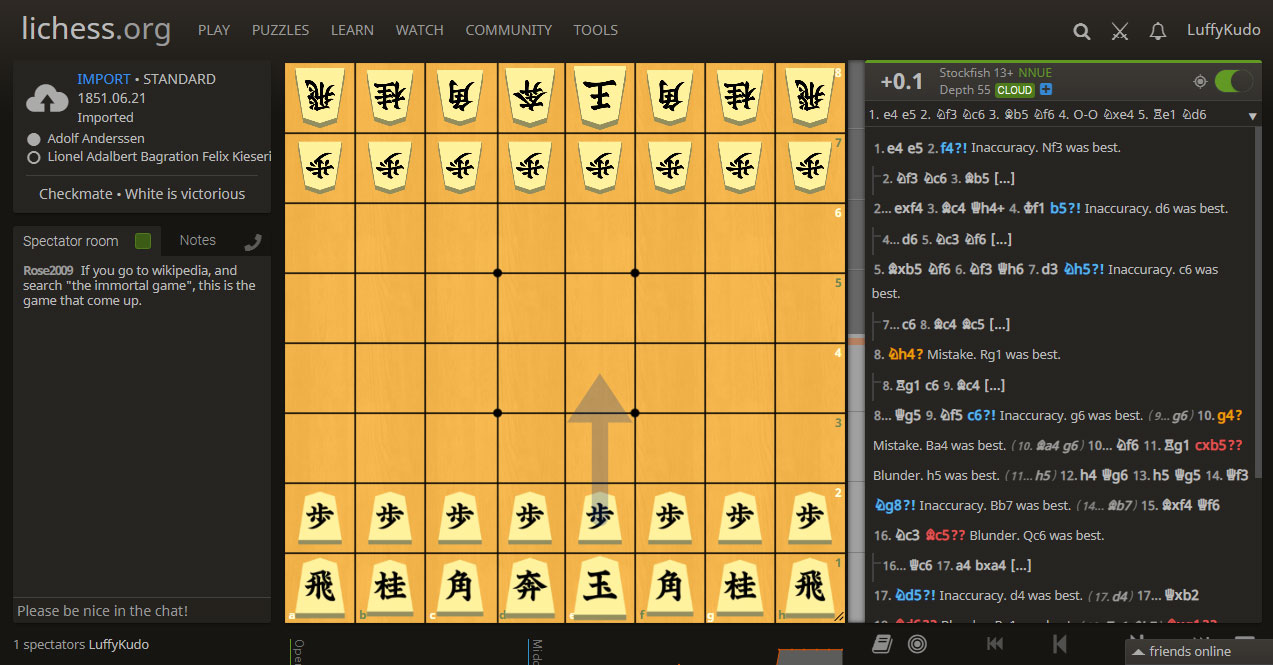 lichess.org PLAY PUZZLES LEARN WATCH COMMUNITY TOOLS LuffyKudo
IMPORT • STANDARD
1851.06.21
Imported
Adolf Anderssen
Lionel Adalbert Bagration Felix Kieseri
Checkmate • White is victorious
Spectator room Notes
Rose2009 If you go to wikipedia, and
search "the immortal game", this is the
game that come up.
Please be nice in the chat!
1 spectators LuffyKudo
飛 桂 角 奔 王 角 桂 飛 8
歩 歩 歩 歩 歩 歩 歩 歩 7
6
5
4
3
歩 歩 歩 歩 歩 歩 歩 歩 2
飛 桂 角 奔 玉 角 桂 飛 1
a b c d e f g h
+0.1 Stockfish 13+ NNUE
Depth 55 CLOUD
1. e4 e5 2. ♘f3 ♘c6 3. ♗b5 ♘f6 4. O-O ♘xe4 5. ♖e1 ♘d6
1. e4 e5 2. f4?! Inaccuracy. Nf3 was best.
2. ♘f3 ♘c6 3. ♗b5 [...]
2... exf4 3. ♗c4 ♕h4+ 4. ♔f1 b5?! Inaccuracy. d6 was best.
4... d6 5. ♘c3 ♘f6 [...]
5. ♗xb5 ♘f6 6. ♘f3 ♕h6 7. d3 ♘h5?! Inaccuracy. c6 was
best.
7... c6 8. ♗c4 ♗c5 [...]
8. ♘h4? Mistake. Rg1 was best.
8. ♖g1 c6 9. ♗c4 [...]
8... ♕g5 9. ♘f5 c6?! Inaccuracy. g6 was best. (9... g6) 10. g4?
Mistake. Ba4 was best. (10. ♗a4 g6) 10... ♘f6 11. ♖g1 cxb5??
Blunder. h5 was best. (11... h5) 12. h4 ♕g6 13. h5 ♕g5 14. ♕f3
♘g8?! Inaccuracy. Bb7 was best. (14... ♗b7) 15. ♗xf4 ♕f6
16. ♘c3 ♗c5?? Blunder. Qc6 was best.
16... ♕c6 17. a4 bxa4 [...]
17. ♘d5?! Inaccuracy. d4 was best. (17. d4) 17... ♕xb2
friends online